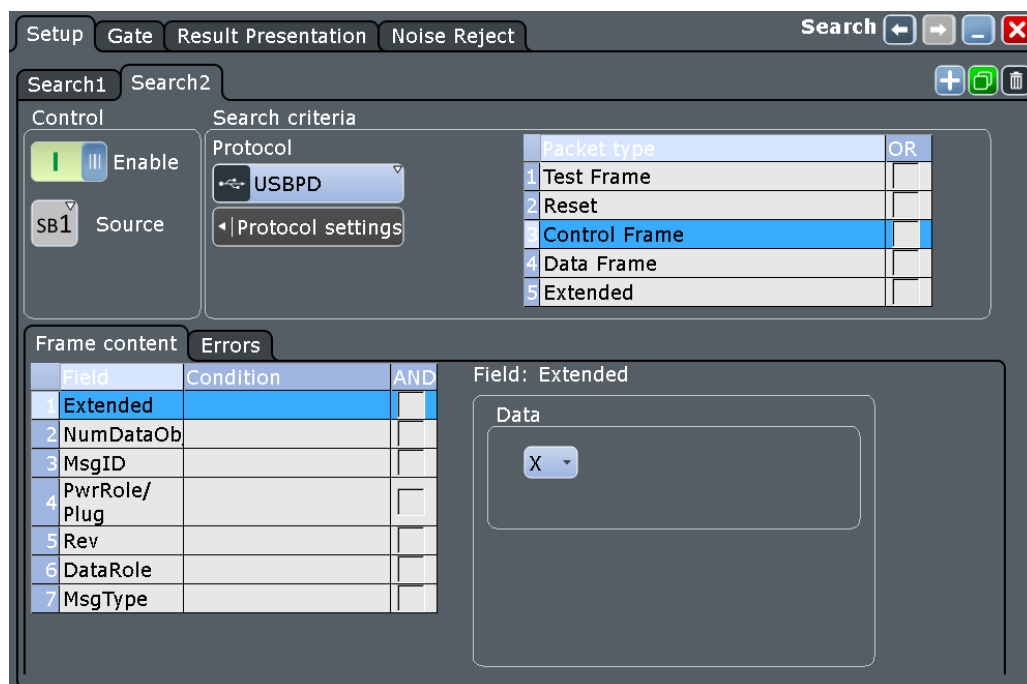 Setup Gate Result Presentation Noise Reject Search
Search1 Search2
Control Search criteria
Protocol Packet type OR
Enable USBPD 1 Test Frame
2 Reset
SB1 Source Protocol settings 3 Control Frame
4 Data Frame
5 Extended
Frame content Errors
Field Condition AND Field: Extended
1 Extended Data
2 NumDataOb
3 MsgID X
4 PwrRole/
Plug
5 Rev
6 DataRole
7 MsgType